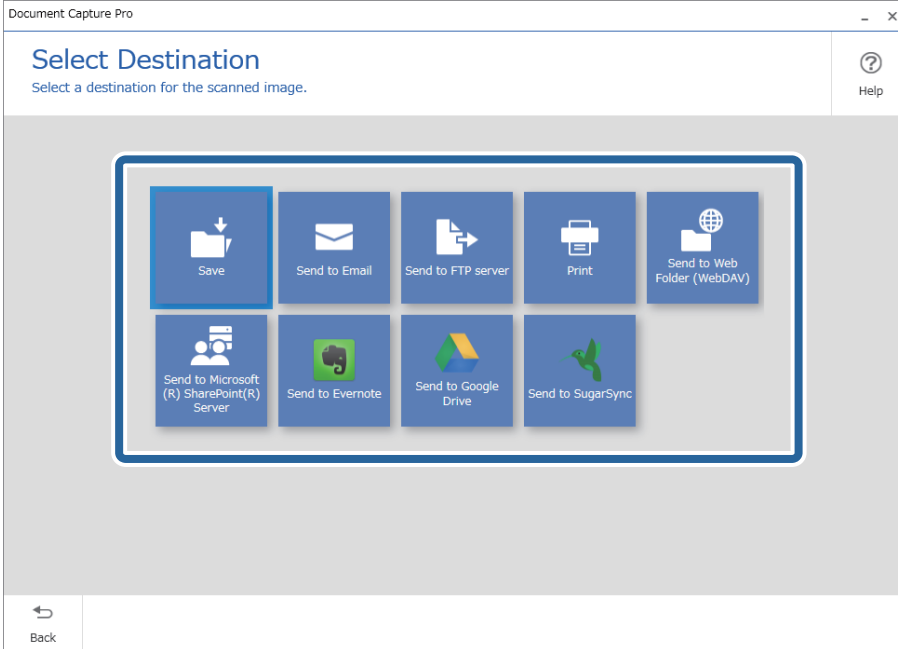 Document Capture Pro
Select Destination
Select a destination for the scanned image.
Help
Save
Send to Email
Send to FTP server
Print
Send to Web
Folder (WebDAV)
Send to Microsoft
(R) SharePoint(R)
Server
Send to Evernote
Send to Google
Drive
Send to SugarSync
Back